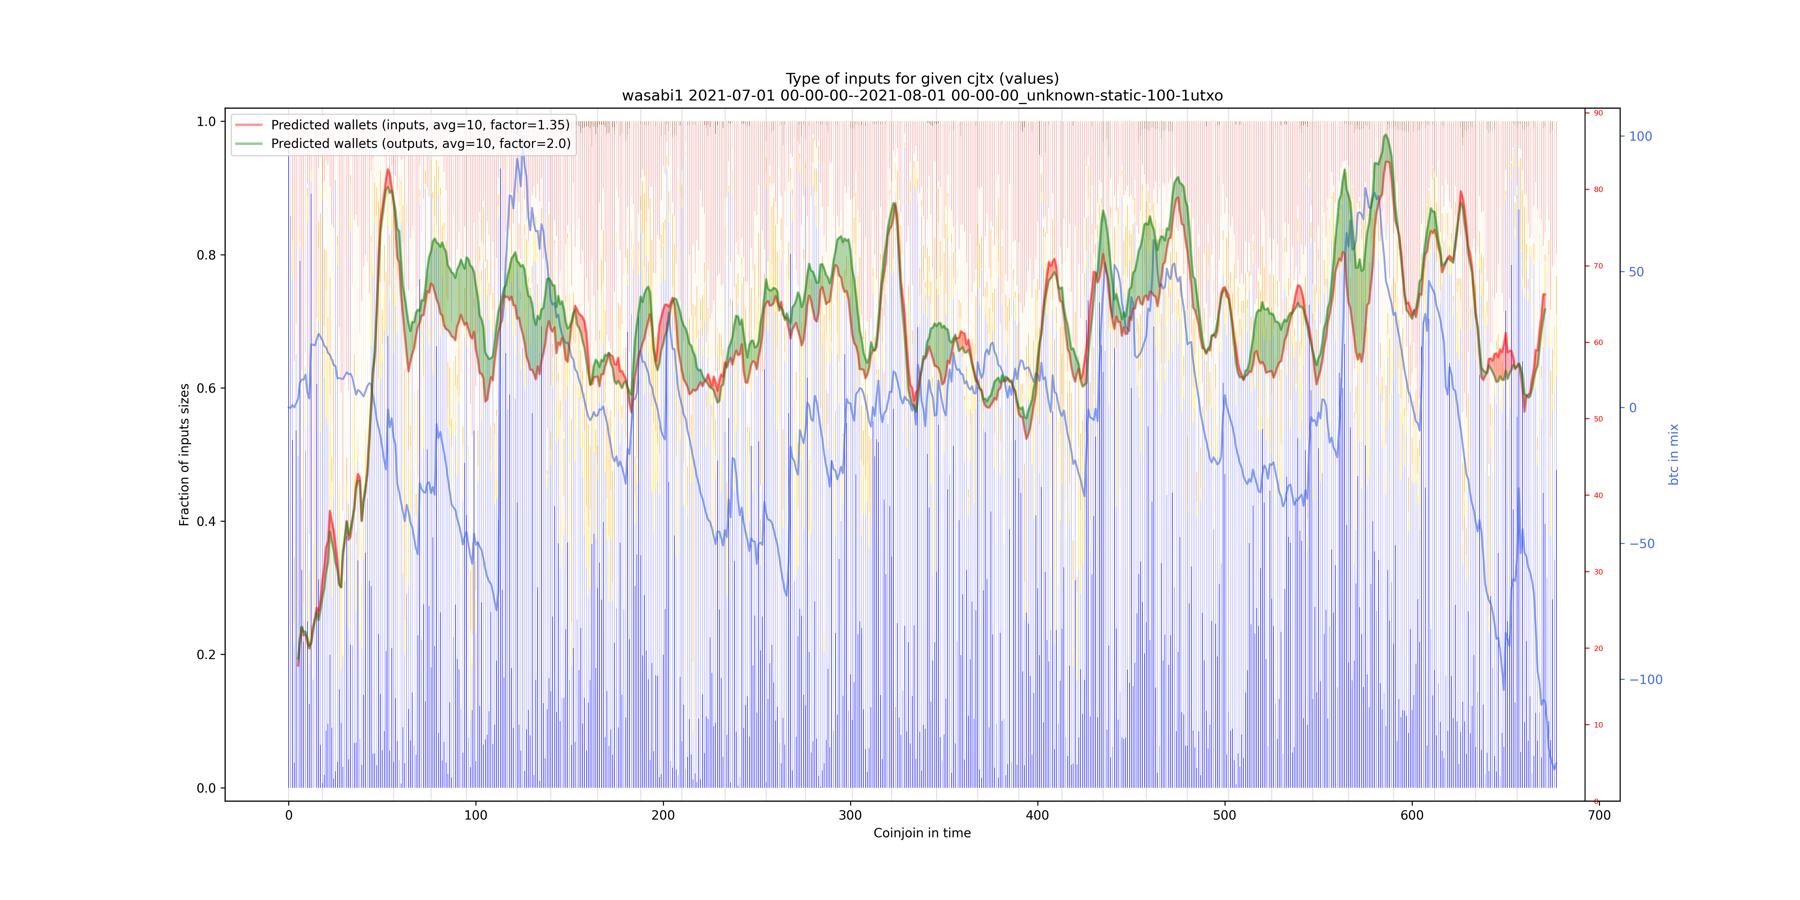 Type of inputs for given cjtx (values)
wasabi1 2021-07-01 00-00-00--2021-08-01 00-00-00_unknown-static-100-1utxo
Predicted wallets (inputs, avg=10, factor=1.35)
Predicted wallets (outputs, avg=10, factor=2.0)
Fraction of inputs sizes
1.0
0.8
0.6
0.4
0.2
0.0
0 100 200 300 400 500 600 700
Coinjoin in time
90
80
70
60
50
40
30
20
10
0
100
50
0
−50
−100
btc in mix